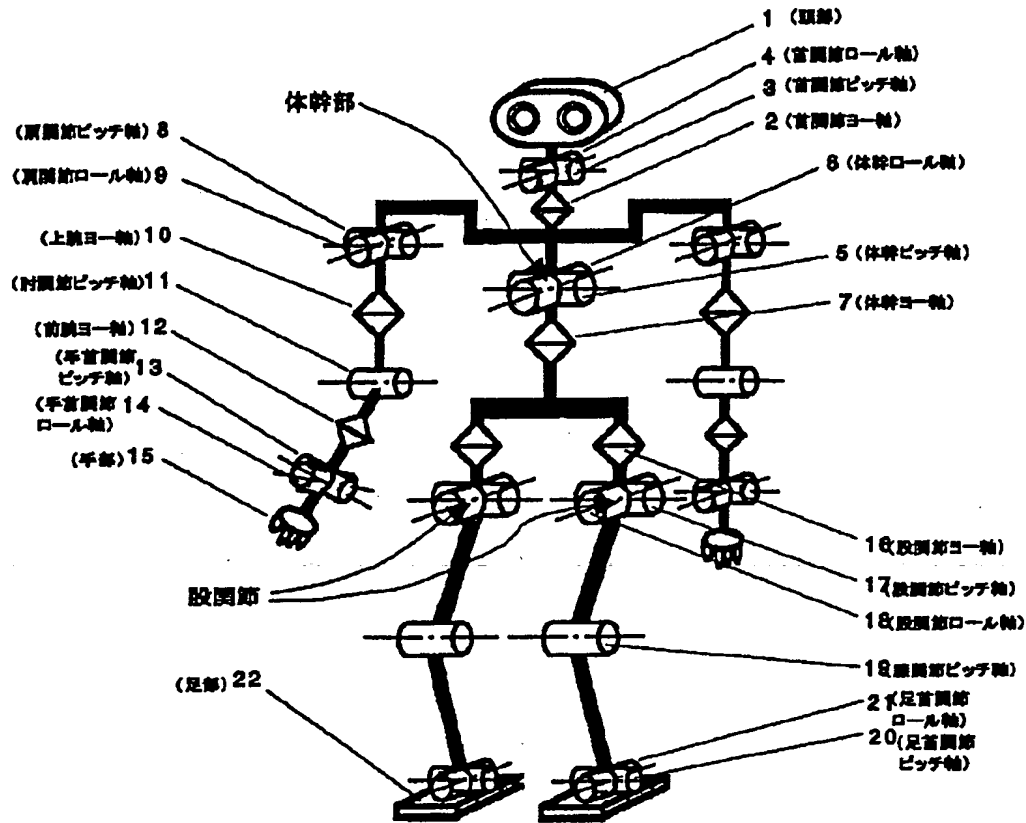 1 (頭部)
4 (首関節ロール軸)
3 (首関節ピッチ軸)
2 (首関節ヨー軸)
体幹部
(肩関節ピッチ軸) 8
6 (体幹ロール軸)
(肩関節ロール軸) 9
(上腕ヨー軸) 10
5 (体幹ピッチ軸)
(肘関節ピッチ軸) 11
7 (体幹ヨー軸)
(前腕ヨー軸) 12
(手首関節
ピッチ軸) 13
(手首関節 14
ロール軸)
(手部) 15
16 (股関節ヨー軸)
17 (股関節ピッチ軸)
股関節
18 (股関節ロール軸)
19 (膝関節ピッチ軸)
(足部) 22
21 (足首関節
ロール軸)
20 (足首関節
ピッチ軸)